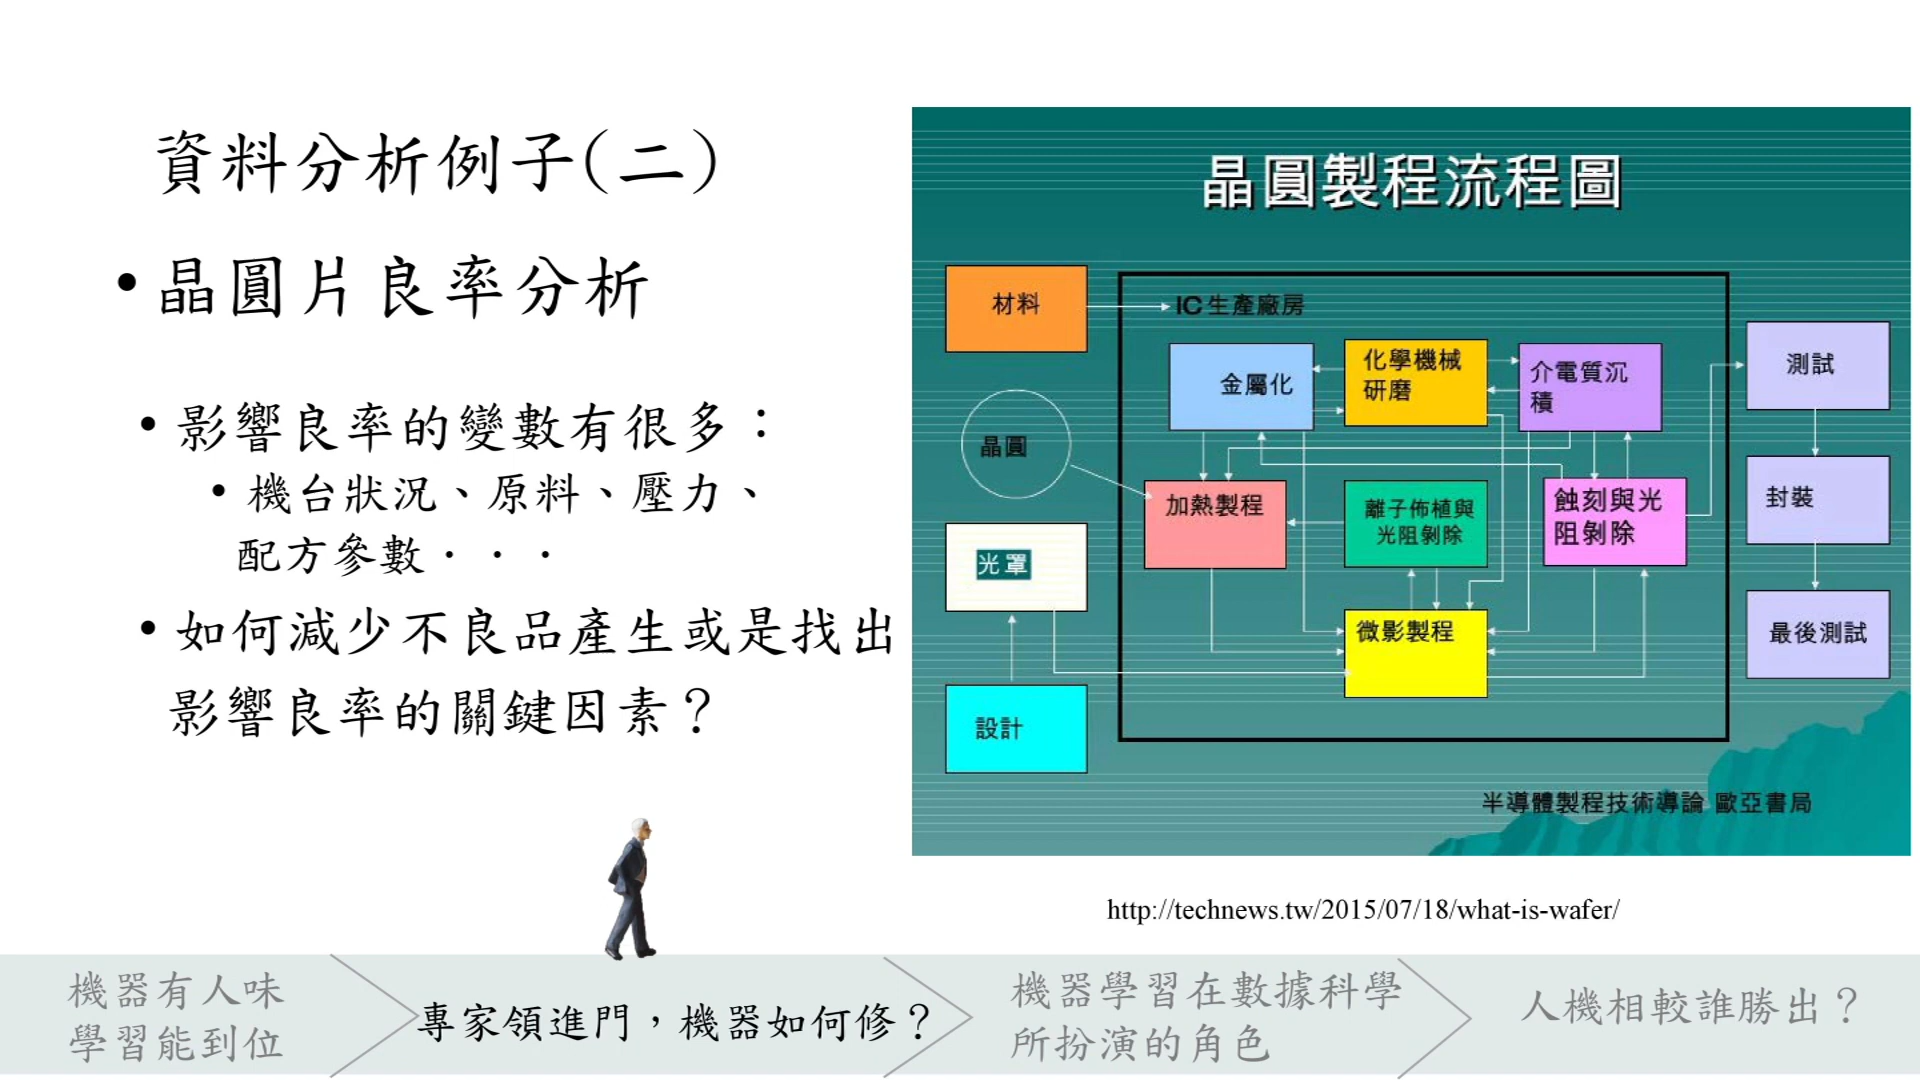 資料分析例子(二)
• 晶圓片良率分析
• 影響良率的變數有很多：
• 機台狀況、原料、壓力、
配方參數．．．
• 如何減少不良品產生或是找出
影響良率的關鍵因素？
晶圓製程流程圖
材料
IC 生產廠房
金屬化
化學機械
研磨
介電質沉
積
測試
晶圓
加熱製程
離子佈植與
光阻剝除
蝕刻與光
阻剝除
封裝
光罩
微影製程
最後測試
設計
半導體製程技術導論 歐亞書局
http://technews.tw/2015/07/18/what-is-wafer/
機器有人味
學習能到位
專家領進門，機器如何修？
機器學習在數據科學
所扮演的角色
人機相較誰勝出？